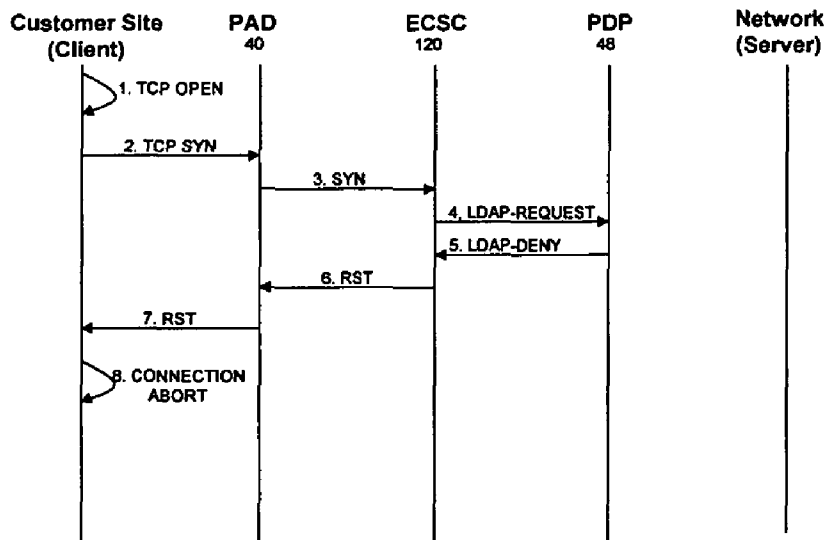 Customer Site
(Client)
PAD
40
ECSC
120
PDP
48
Network
(Server)
1. TCP OPEN
2. TCP SYN
3. SYN
4. LDAP-REQUEST
5. LDAP-DENY
6. RST
7. RST
8. CONNECTION
ABORT